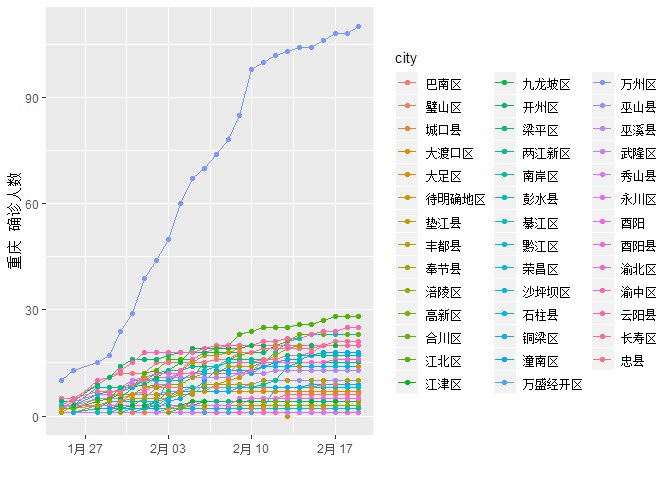 city
巴南区
璧山区
城口县
大渡口区
大足区
待明确地区
垫江县
丰都县
奉节县
涪陵区
高新区
合川区
江北区
江津区
九龙坡区
开州区
梁平区
两江新区
南岸区
彭水县
綦江区
黔江区
荣昌区
沙坪坝区
石柱县
铜梁区
潼南区
万盛经开区
万州区
巫山县
巫溪县
武隆区
秀山县
永川区
酉阳
酉阳县
渝北区
渝中区
云阳县
长寿区
忠县
重庆 确诊人数
90
60
30
0
1月 27
2月 03
2月 10
2月 17